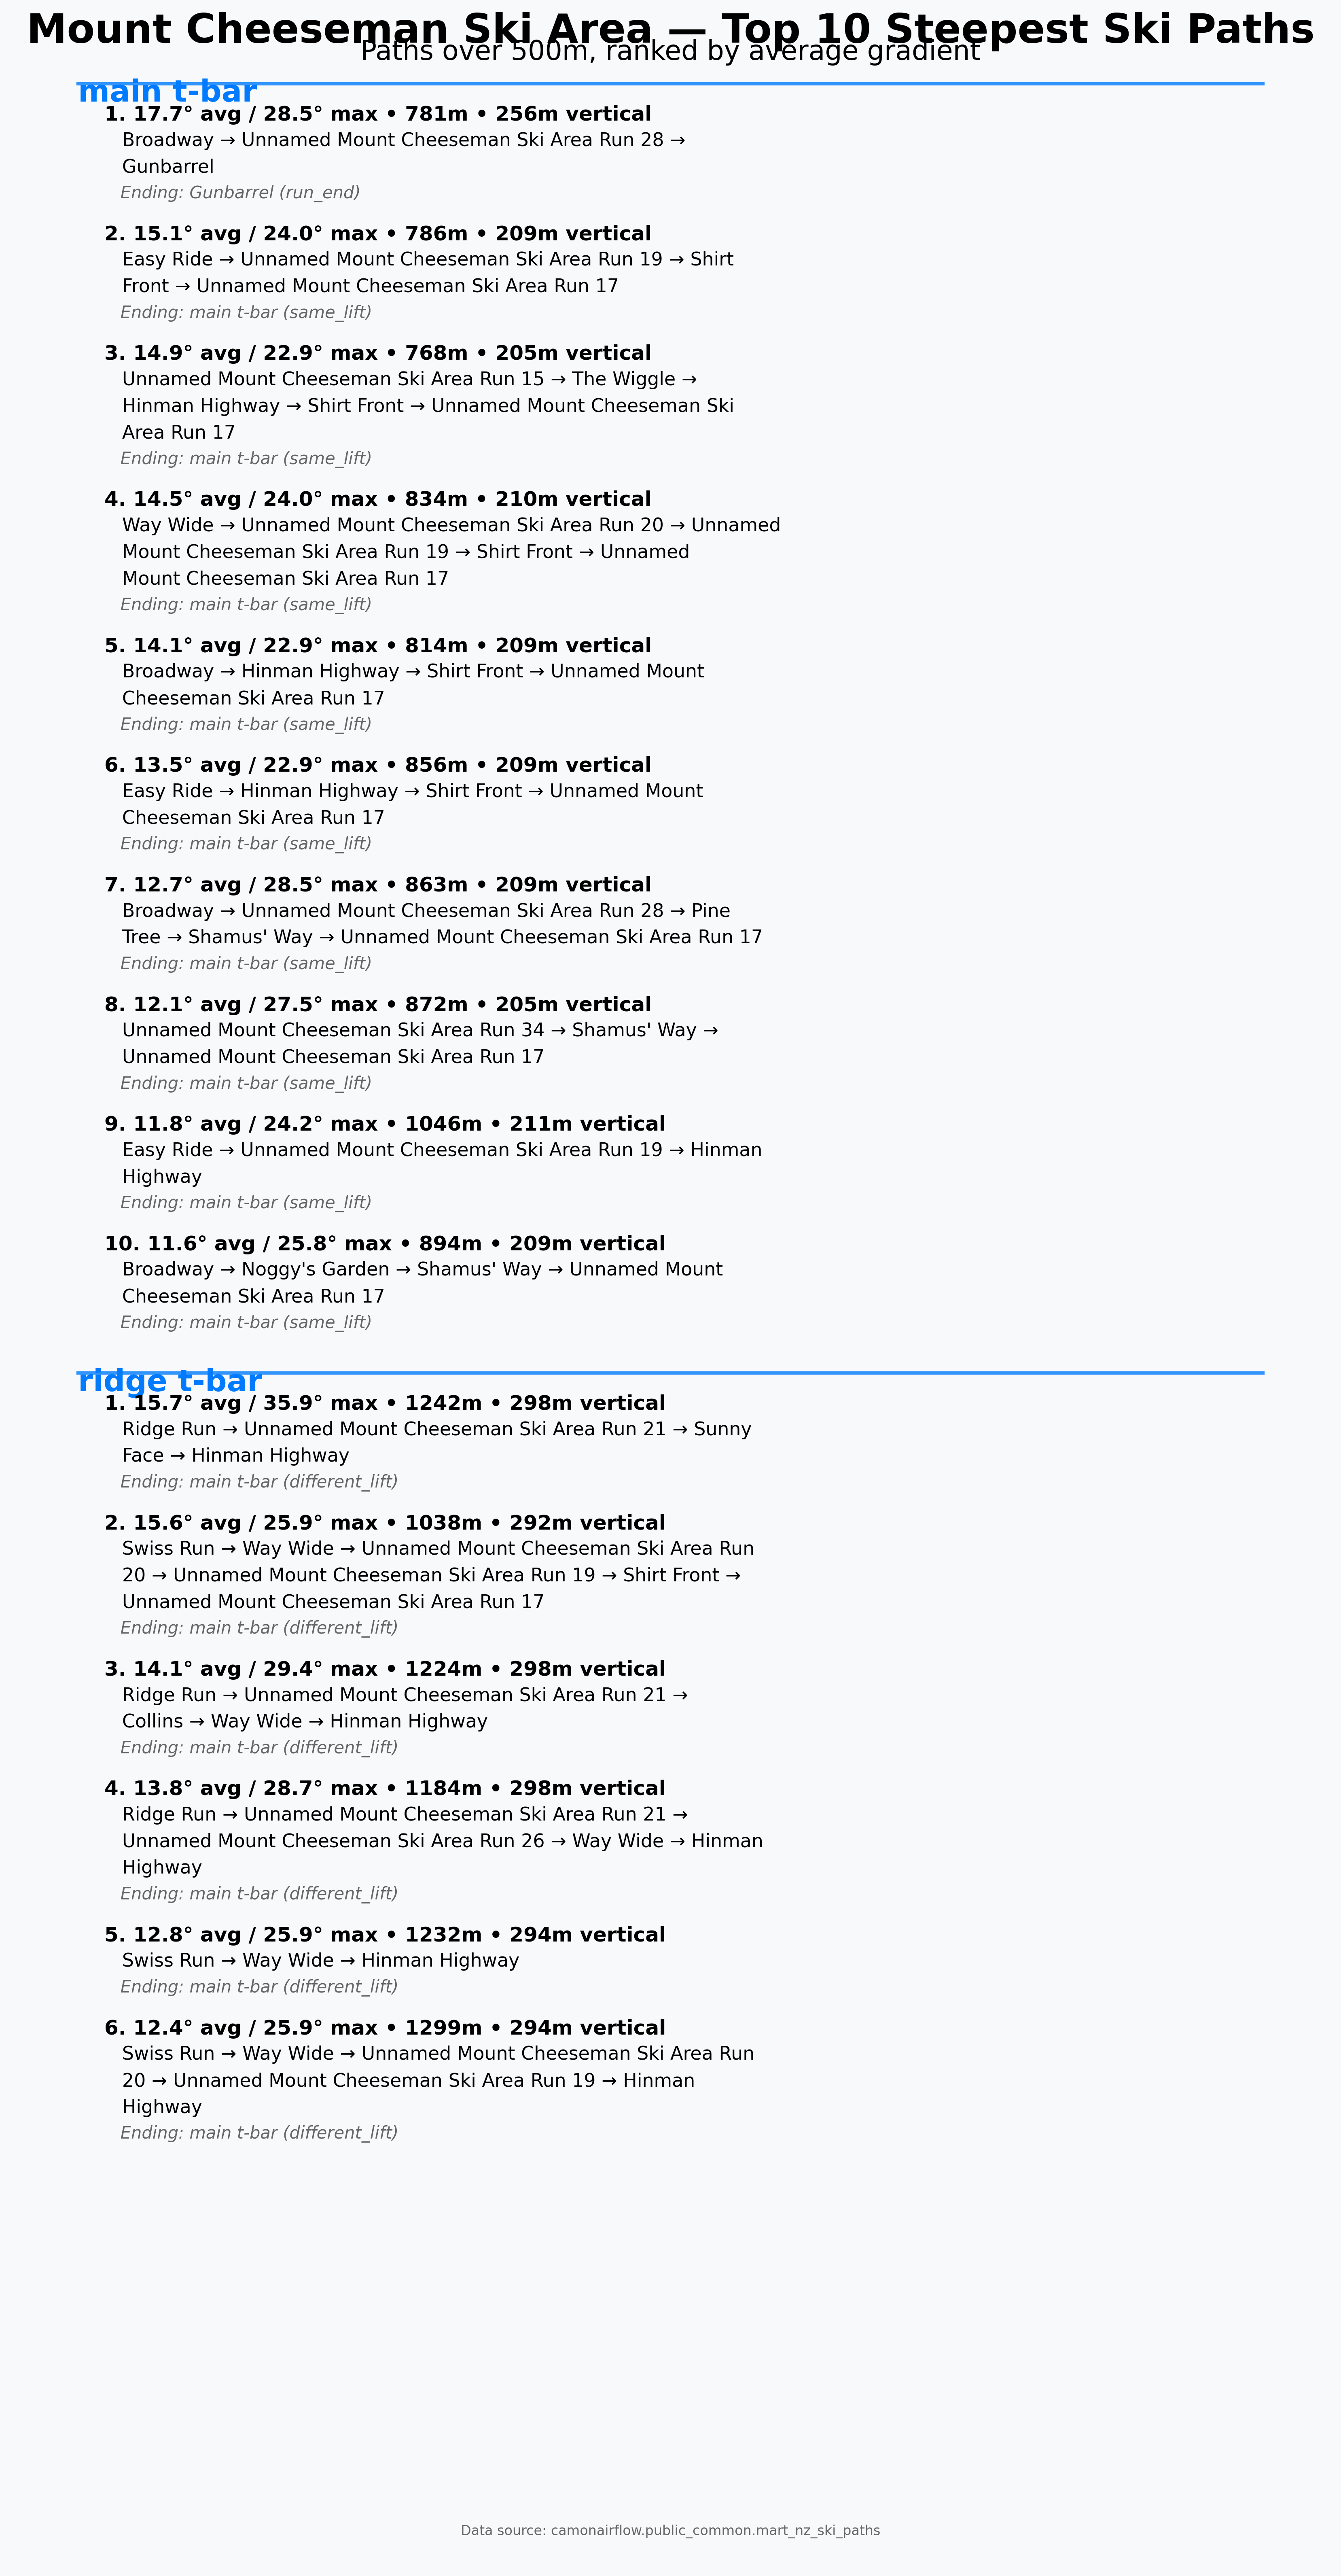 Mount Cheeseman Ski Area — Top 10 Steepest Ski Paths
Paths over 500m, ranked by average gradient
main t-bar
1. 17.7° avg / 28.5° max • 781m • 256m vertical
Broadway → Unnamed Mount Cheeseman Ski Area Run 28 →
Gunbarrel
Ending: Gunbarrel (run_end)
2. 15.1° avg / 24.0° max • 786m • 209m vertical
Easy Ride → Unnamed Mount Cheeseman Ski Area Run 19 → Shirt
Front → Unnamed Mount Cheeseman Ski Area Run 17
Ending: main t-bar (same_lift)
3. 14.9° avg / 22.9° max • 768m • 205m vertical
Unnamed Mount Cheeseman Ski Area Run 15 → The Wiggle →
Hinman Highway → Shirt Front → Unnamed Mount Cheeseman Ski
Area Run 17
Ending: main t-bar (same_lift)
4. 14.5° avg / 24.0° max • 834m • 210m vertical
Way Wide → Unnamed Mount Cheeseman Ski Area Run 20 → Unnamed
Mount Cheeseman Ski Area Run 19 → Shirt Front → Unnamed
Mount Cheeseman Ski Area Run 17
Ending: main t-bar (same_lift)
5. 14.1° avg / 22.9° max • 814m • 209m vertical
Broadway → Hinman Highway → Shirt Front → Unnamed Mount
Cheeseman Ski Area Run 17
Ending: main t-bar (same_lift)
6. 13.5° avg / 22.9° max • 856m • 209m vertical
Easy Ride → Hinman Highway → Shirt Front → Unnamed Mount
Cheeseman Ski Area Run 17
Ending: main t-bar (same_lift)
7. 12.7° avg / 28.5° max • 863m • 209m vertical
Broadway → Unnamed Mount Cheeseman Ski Area Run 28 → Pine
Tree → Shamus' Way → Unnamed Mount Cheeseman Ski Area Run 17
Ending: main t-bar (same_lift)
8. 12.1° avg / 27.5° max • 872m • 205m vertical
Unnamed Mount Cheeseman Ski Area Run 34 → Shamus' Way →
Unnamed Mount Cheeseman Ski Area Run 17
Ending: main t-bar (same_lift)
9. 11.8° avg / 24.2° max • 1046m • 211m vertical
Easy Ride → Unnamed Mount Cheeseman Ski Area Run 19 → Hinman
Highway
Ending: main t-bar (same_lift)
10. 11.6° avg / 25.8° max • 894m • 209m vertical
Broadway → Noggy's Garden → Shamus' Way → Unnamed Mount
Cheeseman Ski Area Run 17
Ending: main t-bar (same_lift)
ridge t-bar
1. 15.7° avg / 35.9° max • 1242m • 298m vertical
Ridge Run → Unnamed Mount Cheeseman Ski Area Run 21 → Sunny
Face → Hinman Highway
Ending: main t-bar (different_lift)
2. 15.6° avg / 25.9° max • 1038m • 292m vertical
Swiss Run → Way Wide → Unnamed Mount Cheeseman Ski Area Run
20 → Unnamed Mount Cheeseman Ski Area Run 19 → Shirt Front →
Unnamed Mount Cheeseman Ski Area Run 17
Ending: main t-bar (different_lift)
3. 14.1° avg / 29.4° max • 1224m • 298m vertical
Ridge Run → Unnamed Mount Cheeseman Ski Area Run 21 →
Collins → Way Wide → Hinman Highway
Ending: main t-bar (different_lift)
4. 13.8° avg / 28.7° max • 1184m • 298m vertical
Ridge Run → Unnamed Mount Cheeseman Ski Area Run 21 →
Unnamed Mount Cheeseman Ski Area Run 26 → Way Wide → Hinman
Highway
Ending: main t-bar (different_lift)
5. 12.8° avg / 25.9° max • 1232m • 294m vertical
Swiss Run → Way Wide → Hinman Highway
Ending: main t-bar (different_lift)
6. 12.4° avg / 25.9° max • 1299m • 294m vertical
Swiss Run → Way Wide → Unnamed Mount Cheeseman Ski Area Run
20 → Unnamed Mount Cheeseman Ski Area Run 19 → Hinman
Highway
Ending: main t-bar (different_lift)
Data source: camonairflow.public_common.mart_nz_ski_paths